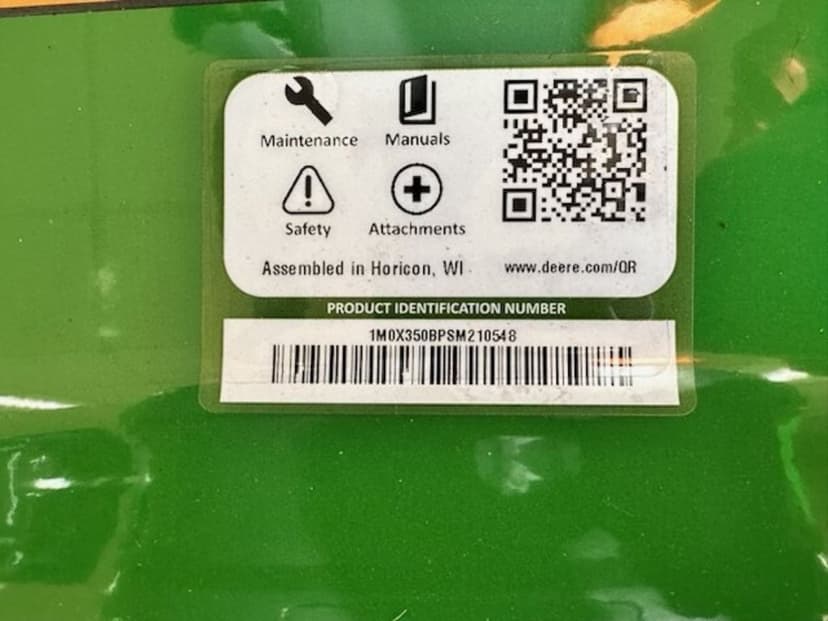 Maintenance Manuals
Safety Attachments
Assembled in Horicon, WI www.deere.com/QR
PRODUCT IDENTIFICATION NUMBER
1M0X350BPSM210548